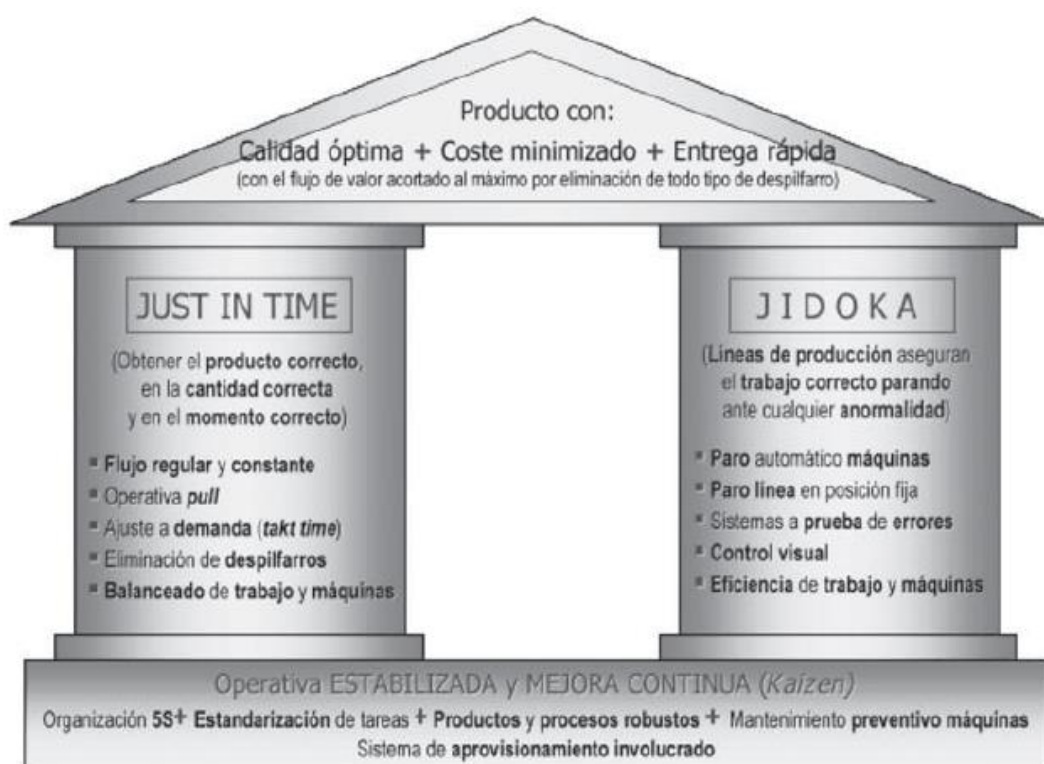 Producto con:
Calidad óptima + Coste minimizado + Entrega rápida
(con el flujo de valor acortado al máximo por eliminación de todo tipo de despilfarro)
JUST IN TIME
(Obtener el producto correcto,
en la cantidad correcta
y en el momento correcto)
▪ Flujo regular y constante
▪ Operativa pull
▪ Ajuste a demanda (takt time)
▪ Eliminación de despilfarros
▪ Balanceado de trabajo y máquinas
JIDOKA
(Líneas de producción aseguran
el trabajo correcto parando
ante cualquier anormalidad)
▪ Paro automático máquinas
▪ Paro línea en posición fija
▪ Sistemas a prueba de errores
▪ Control visual
▪ Eficiencia de trabajo y máquinas
Operativa ESTABILIZADA y MEJORA CONTINUA (Kaizen)
Organización 5S+ Estandarización de tareas + Productos y procesos robustos + Mantenimiento preventivo máquinas
Sistema de aprovisionamiento involucrado